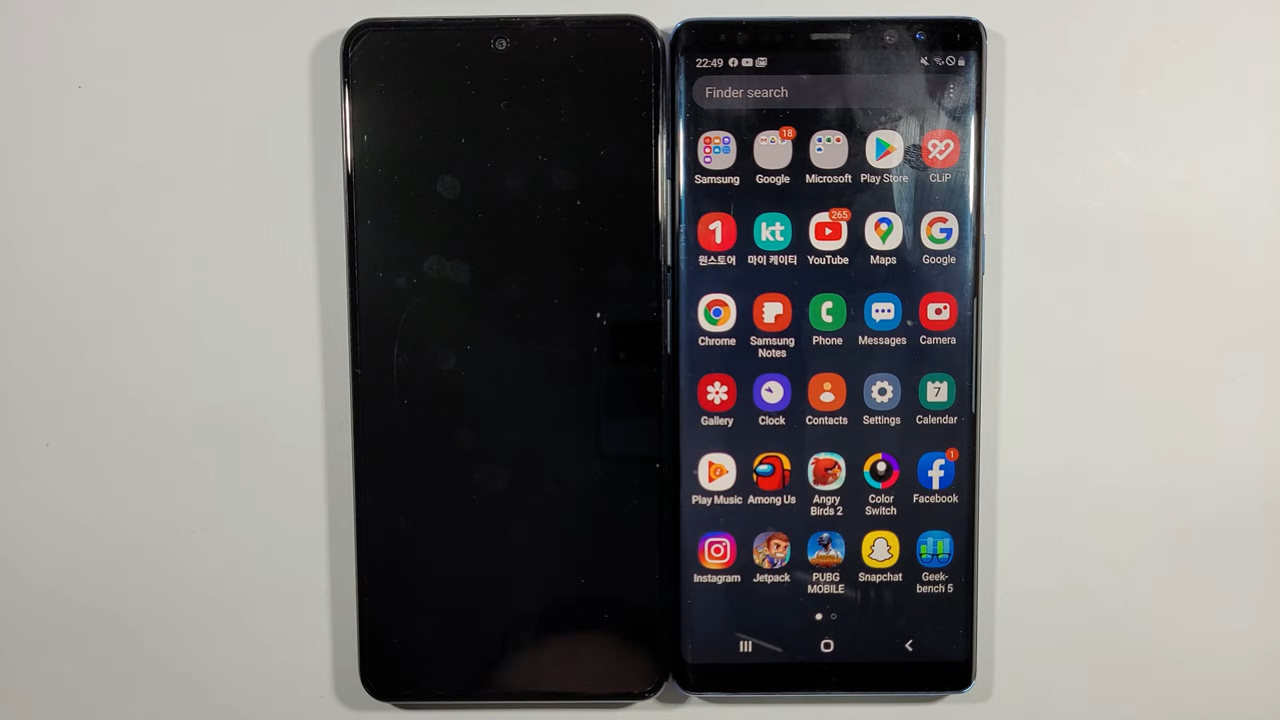 22:49
Finder search
18
Samsung
Google
Microsoft
Play Store
CLiP
1
kt
265
원스토어
마이 케이티
YouTube
Maps
Google
Chrome
Samsung
Notes
Phone
Messages
Camera
7
Gallery
Clock
Contacts
Settings
Calendar
1
Play Music
Among Us
Angry
Birds 2
Color
Switch
Facebook
Instagram
Jetpack
PUBG
MOBILE
Snapchat
Geek-
bench 5